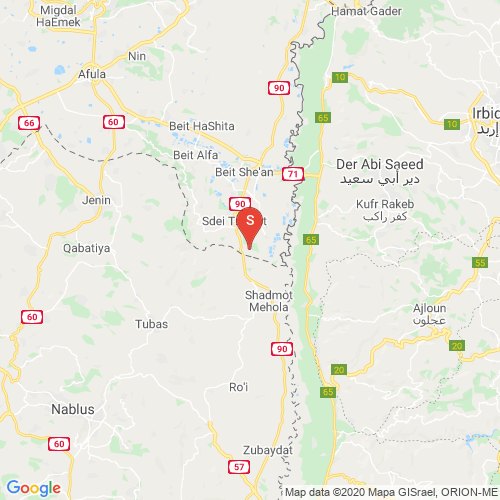 Migdal
HaEmek
Hamat Gader
Nin
Afula
10
90
66
60
65
Irbid
إربد
10
Beit HaShita
Beit Alfa
Beit She'an
71
Der Abi Saeed
دير أبي سعيد
Jenin
90
Kufr Rakeb
كفر راكب
S
Qabatiya
65
55
Shadmot
Mehola
Ajloun
عجلون
60
Tubas
90
20
20
Ro'i
65
Nablus
60
Zubaydat
57
Google
Map data ©2020 Mapa GISrael, ORION-ME